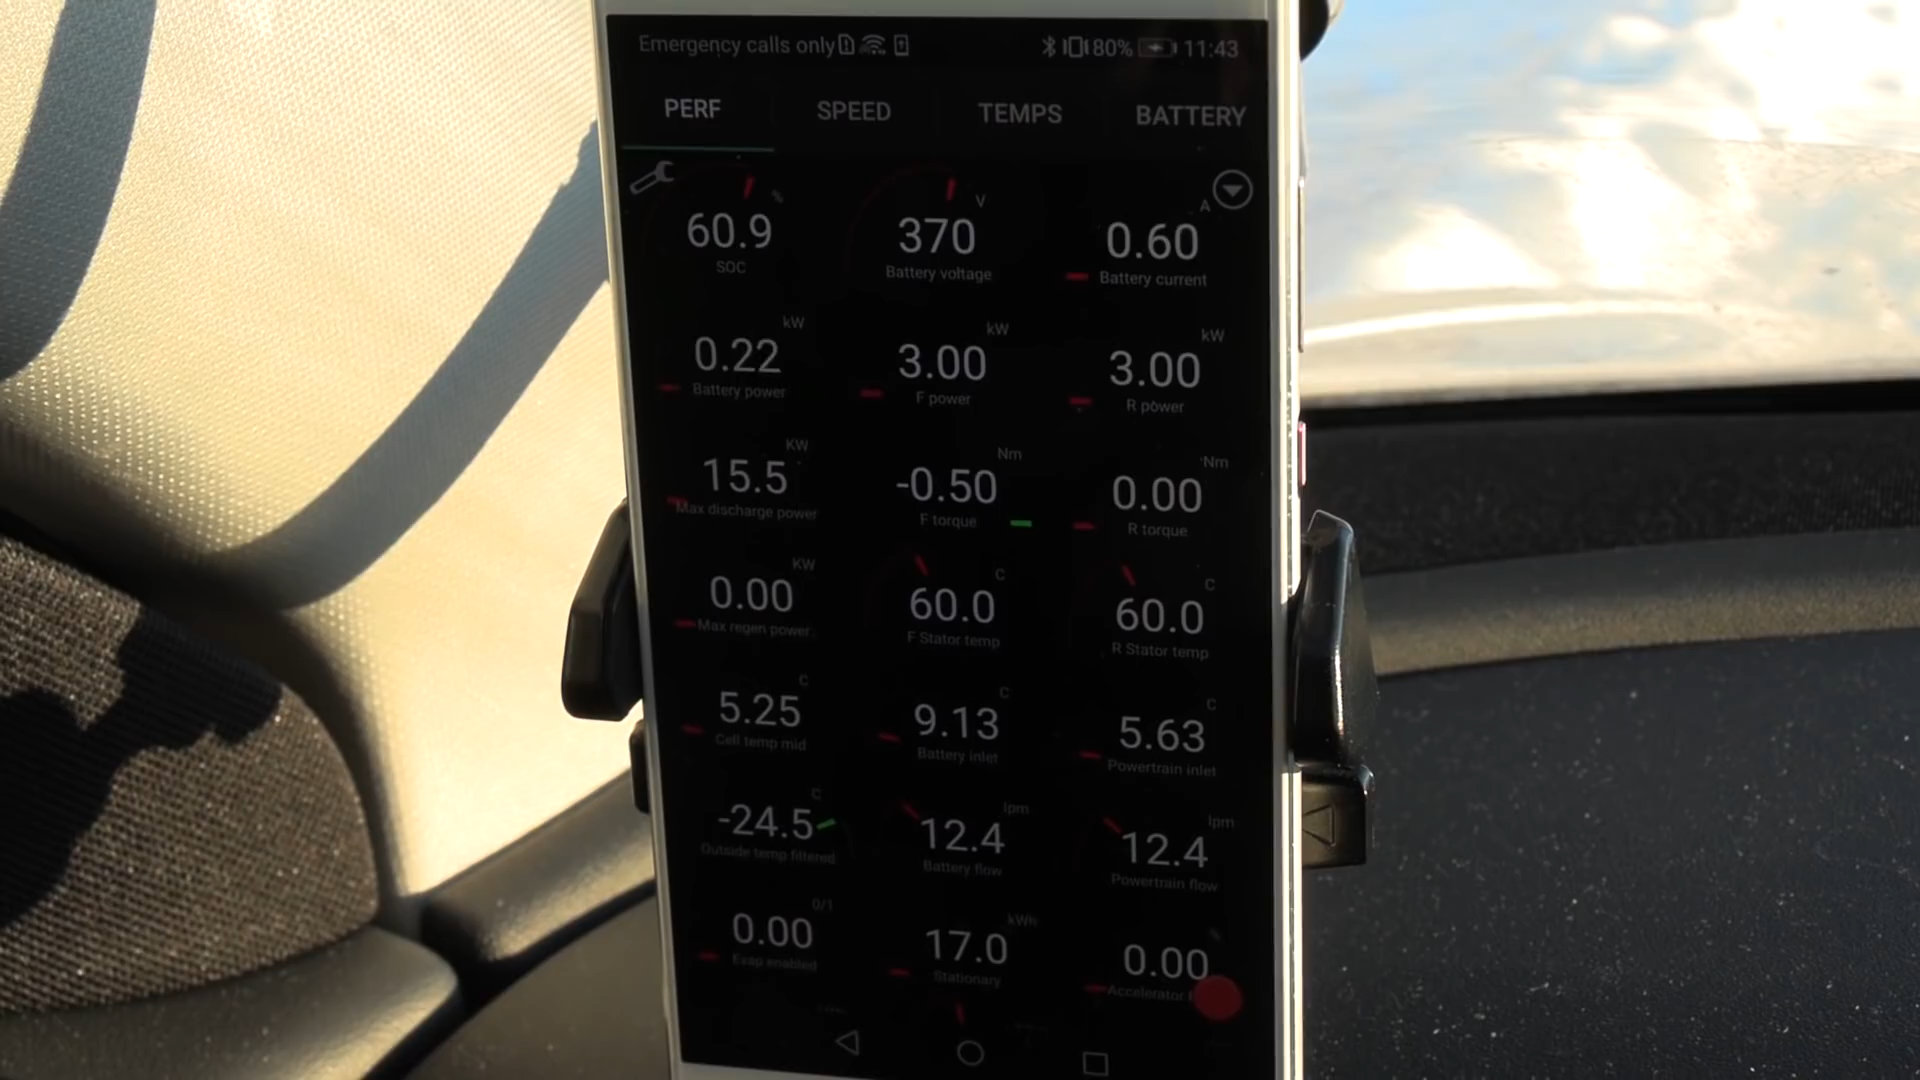 Emergency calls only 80% 11:43
PERF SPEED TEMPS BATTERY
% V A
60.9 370 0.60
SOC Battery voltage Battery current
kW kW kW
0.22 3.00 3.00
Battery power F power R power
KW Nm Nm
15.5 -0.50 0.00
Max discharge power F torque R torque
KW C C
0.00 60.0 60.0
Max regen power F Stator temp R Stator temp
C C C
5.25 9.13 5.63
Cell temp mid Battery inlet Powertrain inlet
C lpm lpm
-24.5 12.4 12.4
Outside temp filtered Battery flow Powertrain flow
0/1 kWh
0.00 17.0 0.00
Evap enabled Stationary Accelerator